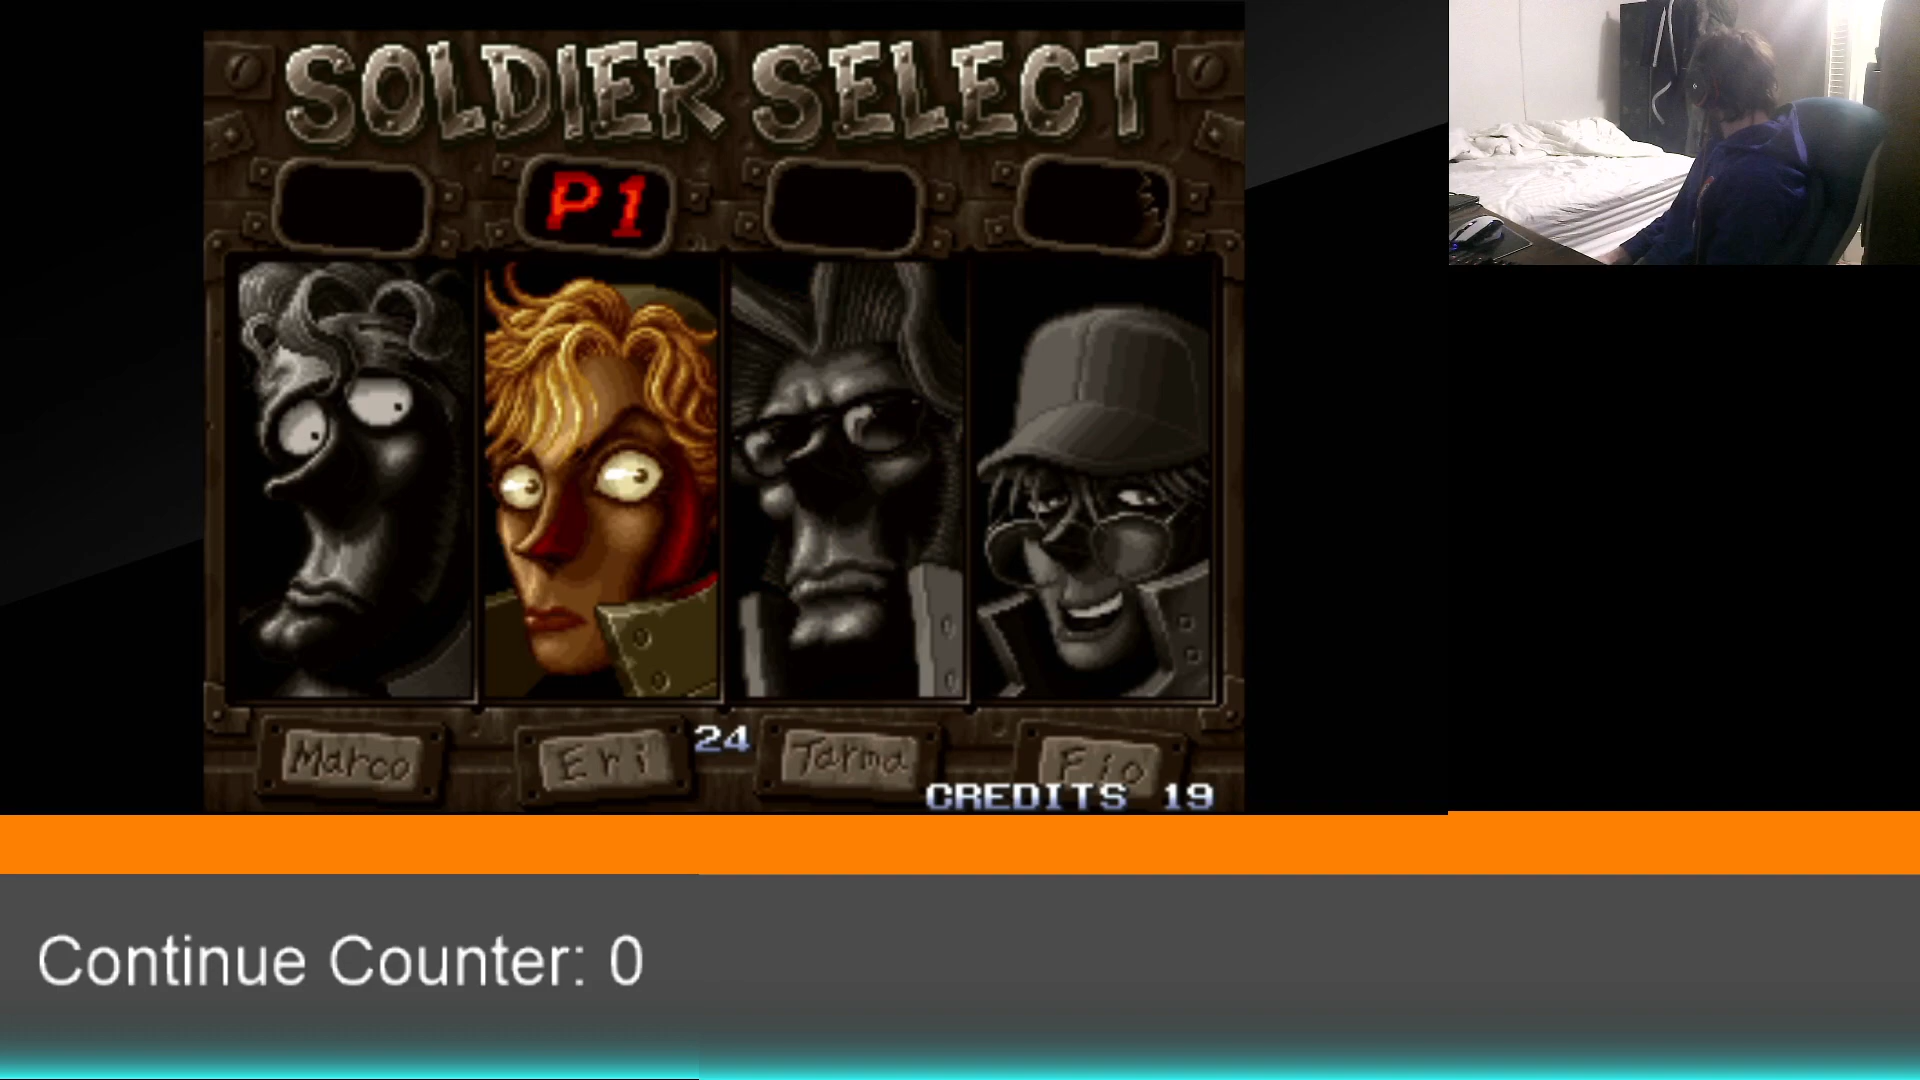 SOLDIER SELECT
P1
Marco
Eri
24
Tarma
Fio
CREDITS 19
Continue Counter: 0